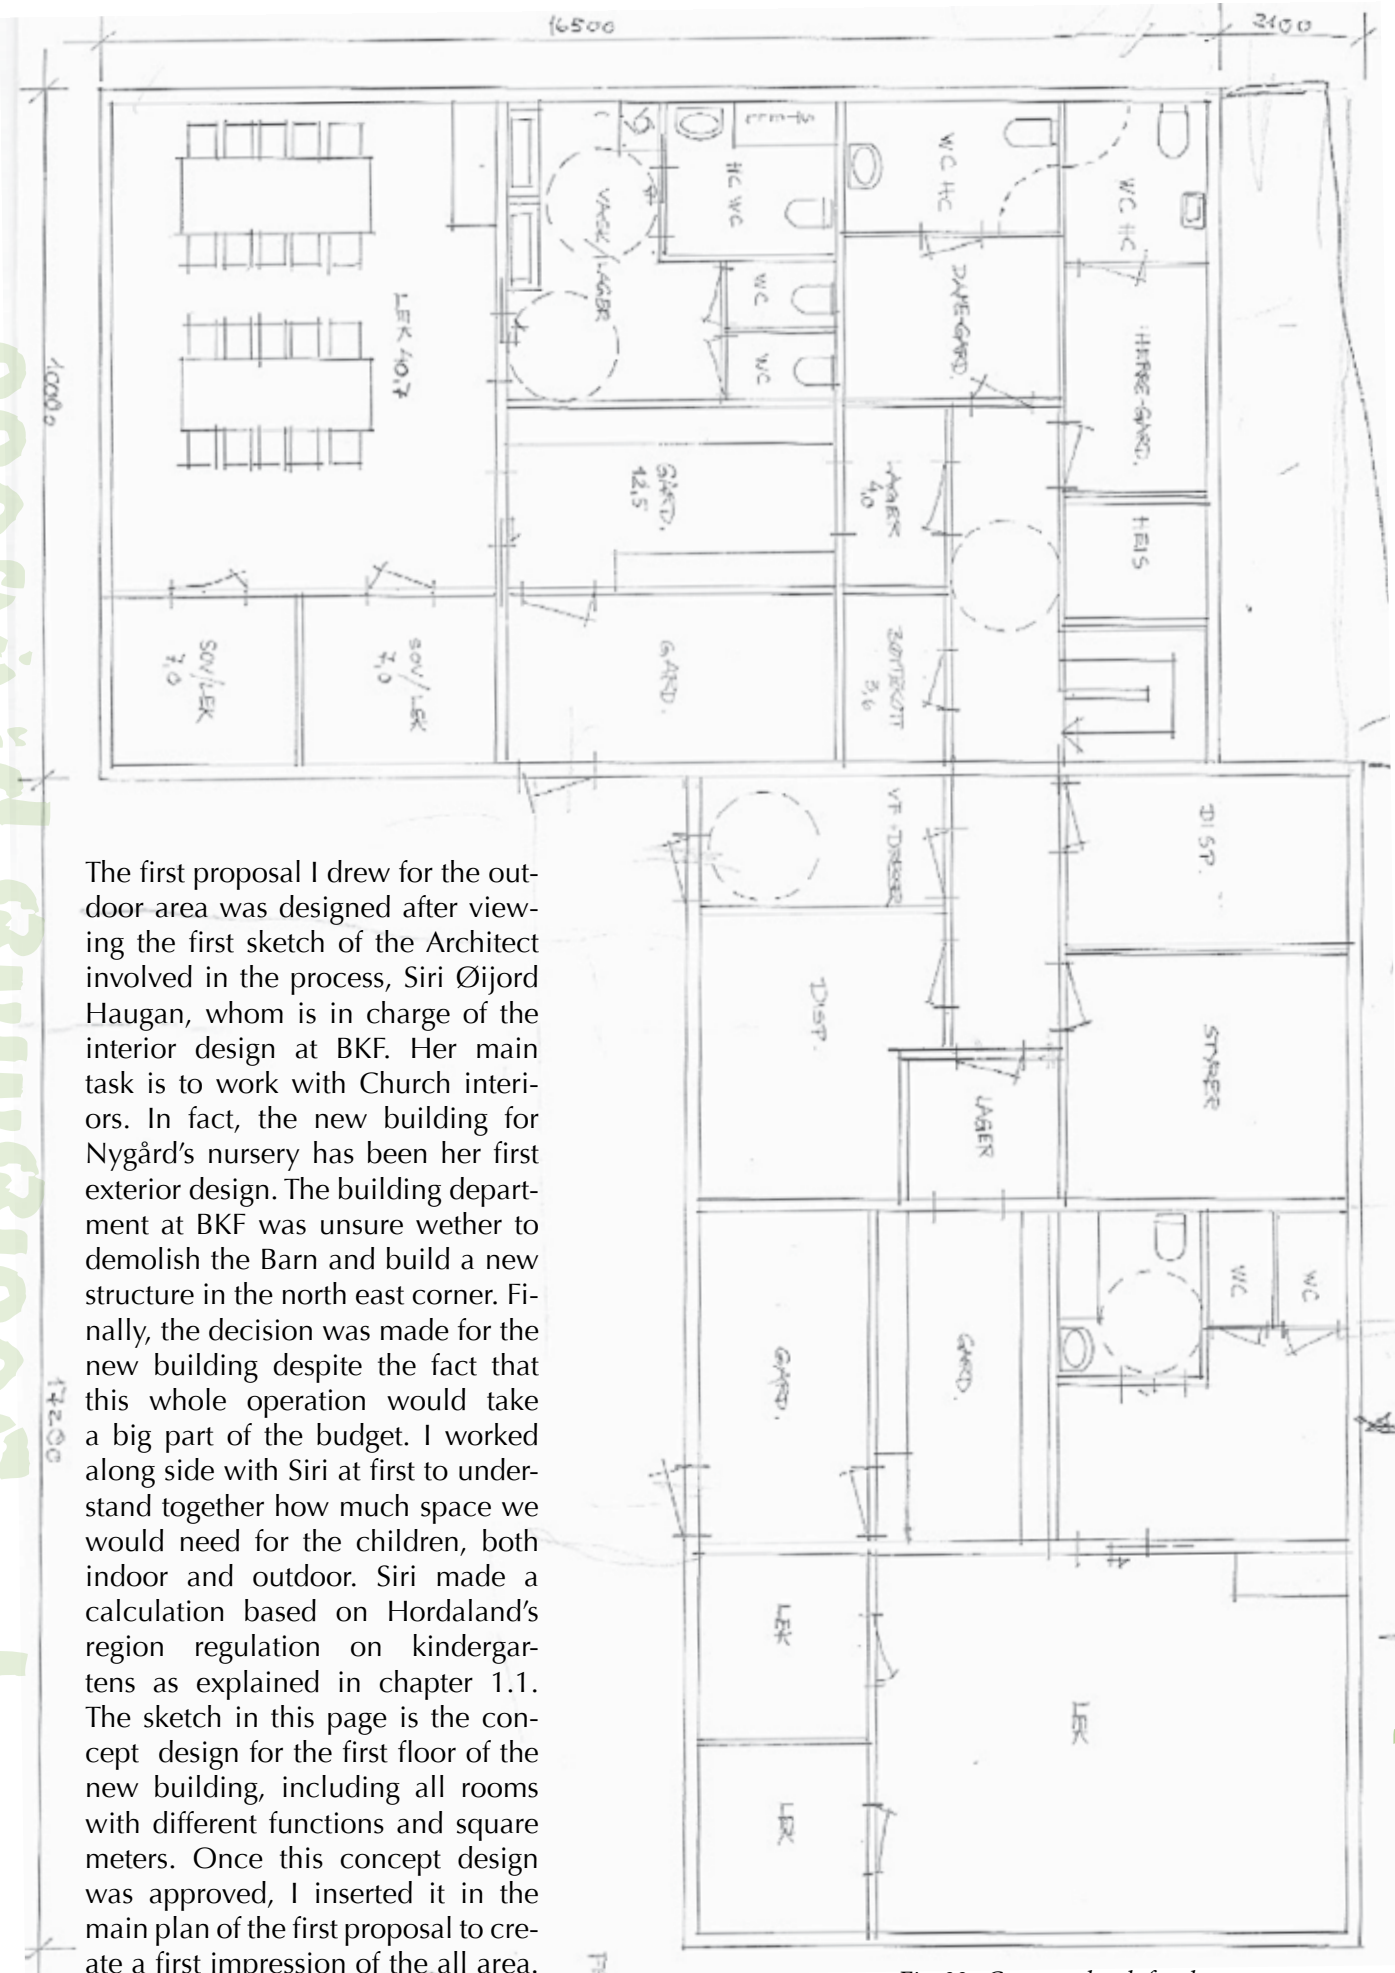 16500
2100
10000
17200
LEK 40,7
VASK/LAGER
HC WC
WC
WC
WC HC
WC HC
DAME-GARD.
HERRE-GARD.
GARD.
12,5
LAGER
4,0
HEIS
SOV/LEK
7,0
SOV/LEK
7,0
GARD.
BØTTEKOTT
3,6
DISP.
DISP.
STYRER
LAGER
WC
WC
GARD.
GARD.
LEK
LEK
LEK
The first proposal I drew for the out-
door area was designed after view-
ing the first sketch of the Architect
involved in the process, Siri Øijord
Haugan, whom is in charge of the
interior design at BKF. Her main
task is to work with Church interi-
ors. In fact, the new building for
Nygård’s nursery has been her first
exterior design. The building depart-
ment at BKF was unsure wether to
demolish the Barn and build a new
structure in the north east corner. Fi-
nally, the decision was made for the
new building despite the fact that
this whole operation would take
a big part of the budget. I worked
along side with Siri at first to under-
stand together how much space we
would need for the children, both
indoor and outdoor. Siri made a
calculation based on Hordaland’s
region regulation on kindergar-
tens as explained in chapter 1.1.
The sketch in this page is the con-
cept design for the first floor of the
new building, including all rooms
with different functions and square
meters. Once this concept design
was approved, I inserted it in the
main plan of the first proposal to cre-
ate a first impression of the all area.